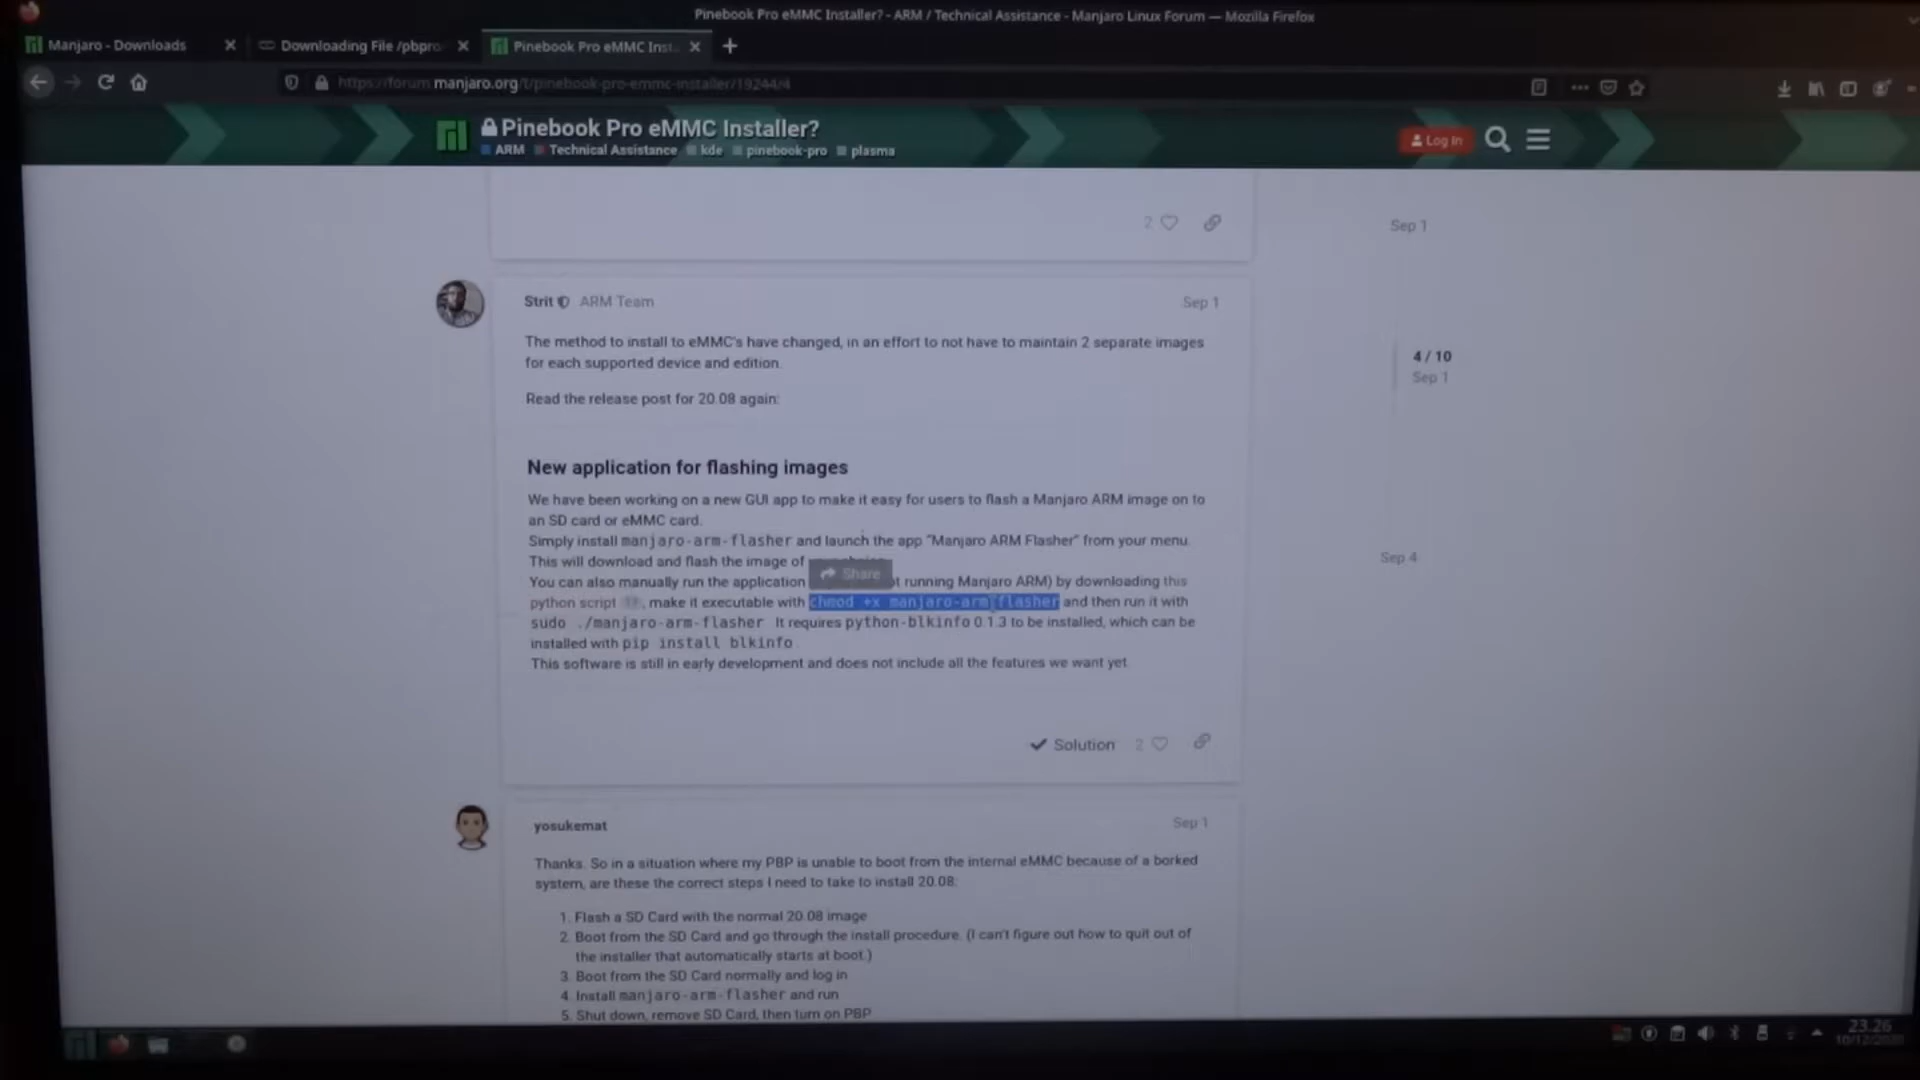 Pinebook Pro eMMC Installer? - ARM / Technical Assistance - Manjaro Linux Forum — Mozilla Firefox
Manjaro - Downloads
Downloading File /pbpro
Pinebook Pro eMMC Inst
https://forum.manjaro.org/t/pinebook-pro-emmc-installer/19244/4
Pinebook Pro eMMC Installer?
ARM Technical Assistance kde pinebook-pro plasma
Log In
2
Sep 1
Strit ARM Team
Sep 1
The method to install to eMMC's have changed, in an effort to not have to maintain 2 separate images
for each supported device and edition.
4 / 10
Sep 1
Read the release post for 20.08 again:
New application for flashing images
We have been working on a new GUI app to make it easy for users to flash a Manjaro ARM image on to
an SD card or eMMC card.
Simply install manjaro-arm-flasher and launch the app "Manjaro ARM Flasher" from your menu.
This will download and flash the image of
Sep 4
Share
You can also manually run the application t running Manjaro ARM) by downloading this
python script , make it executable with chmod +x manjaro-arm-flasher and then run it with
sudo ./manjaro-arm-flasher It requires python-blkinfo 0.1.3 to be installed, which can be
installed with pip install blkinfo
This software is still in early development and does not include all the features we want yet.
Solution 2
yosukemat
Sep 1
Thanks. So in a situation where my PBP is unable to boot from the internal eMMC because of a borked
system, are these the correct steps I need to take to install 20.08:
1. Flash a SD Card with the normal 20.08 image
2. Boot from the SD Card and go through the install procedure. (I can't figure out how to quit out of
the installer that automatically starts at boot.)
3. Boot from the SD Card normally and log in
4. Install manjaro-arm-flasher and run
5. Shut down, remove SD Card, then turn on PBP
23.26